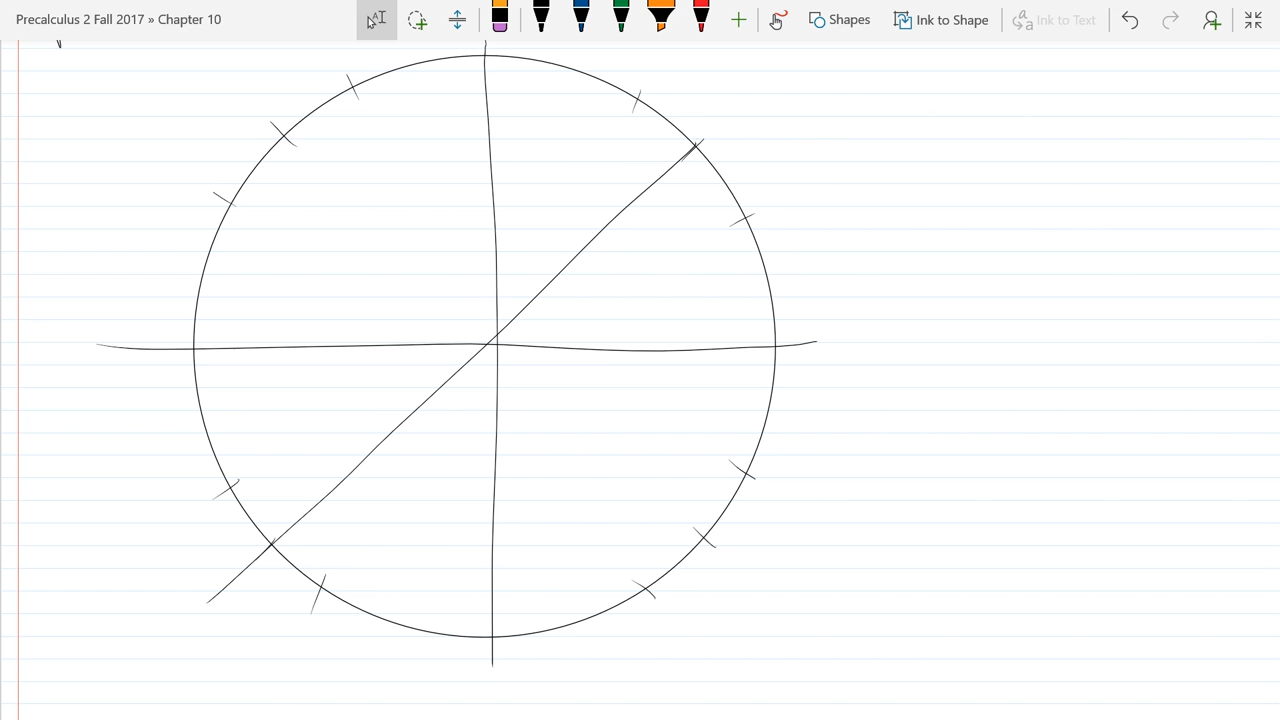 Precalculus 2 Fall 2017 » Chapter 10
Shapes
Ink to Shape
Ink to Text